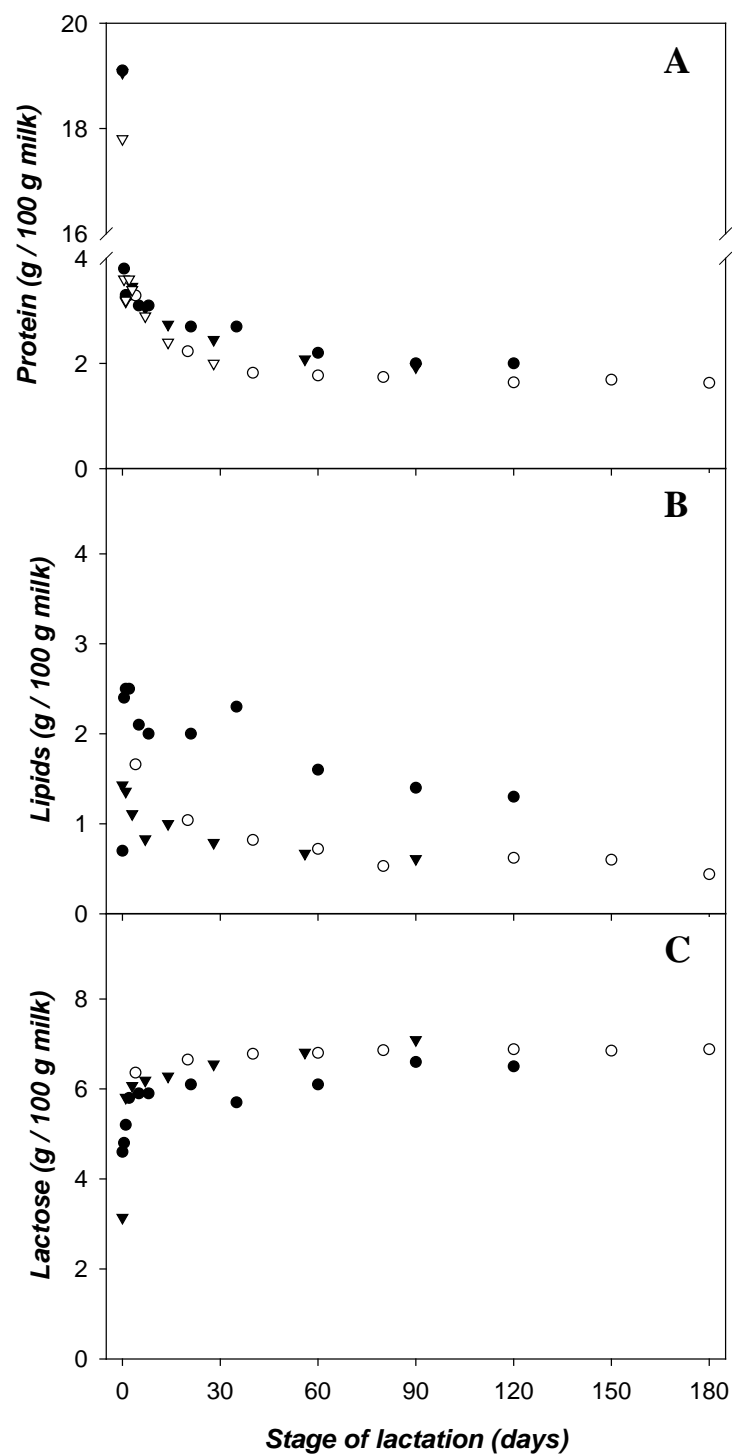 A
Protein (g / 100 g milk)
20
18
16
4
2
0
B
Lipids (g / 100 g milk)
4
3
2
1
0
C
Lactose (g / 100 g milk)
8
6
4
2
0
0 30 60 90 120 150 180
Stage of lactation (days)